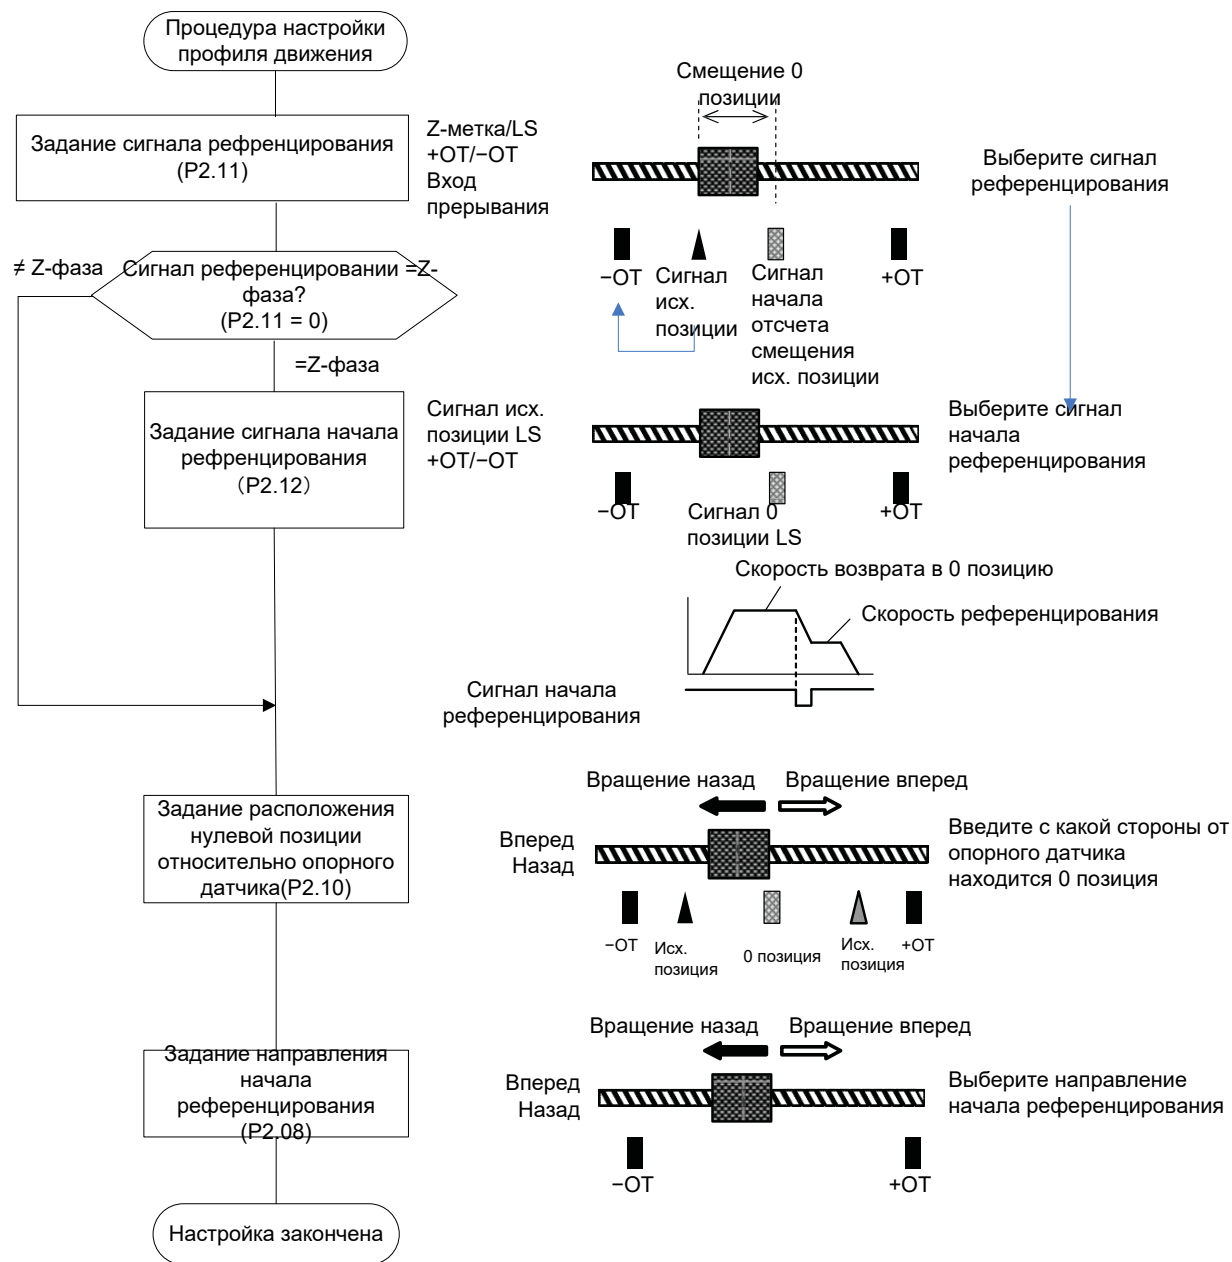 Процедура настройки
профиля движения
Смещение 0
позиции
Задание сигнала рефренцирования
(P2.11)
Z-метка/LS
+OT/−OT
Вход
прерывания
Выберите сигнал
референцирования
≠ Z-фаза
Сигнал референцировании =Z-
фаза?
(P2.11 = 0)
−OT
Сигнал
исх.
позиции
Сигнал
начала
отсчета
смещения
исх. позиции
+OT
=Z-фаза
Задание сигнала начала
рефренцирования
(P2.12)
Сигнал исх.
позиции LS
+OT/−OT
Выберите сигнал
начала
референцирования
−OT
Сигнал 0
позиции LS
+OT
Скорость возврата в 0 позицию
Скорость референцирования
Сигнал начала
референцирования
Вращение назад
Вращение вперед
Задание расположения
нулевой позиции
относительно опорного
датчика(P2.10)
Вперед
Назад
Введите с какой стороны от
опорного датчика
находится 0 позиция
−OT
Исх.
позиция
0 позиция
Исх.
позиция
+OT
Вращение назад
Вращение вперед
Задание направления
начала
референцирования
(P2.08)
Вперед
Назад
Выберите направление
начала референцирования
−OT
+OT
Настройка закончена